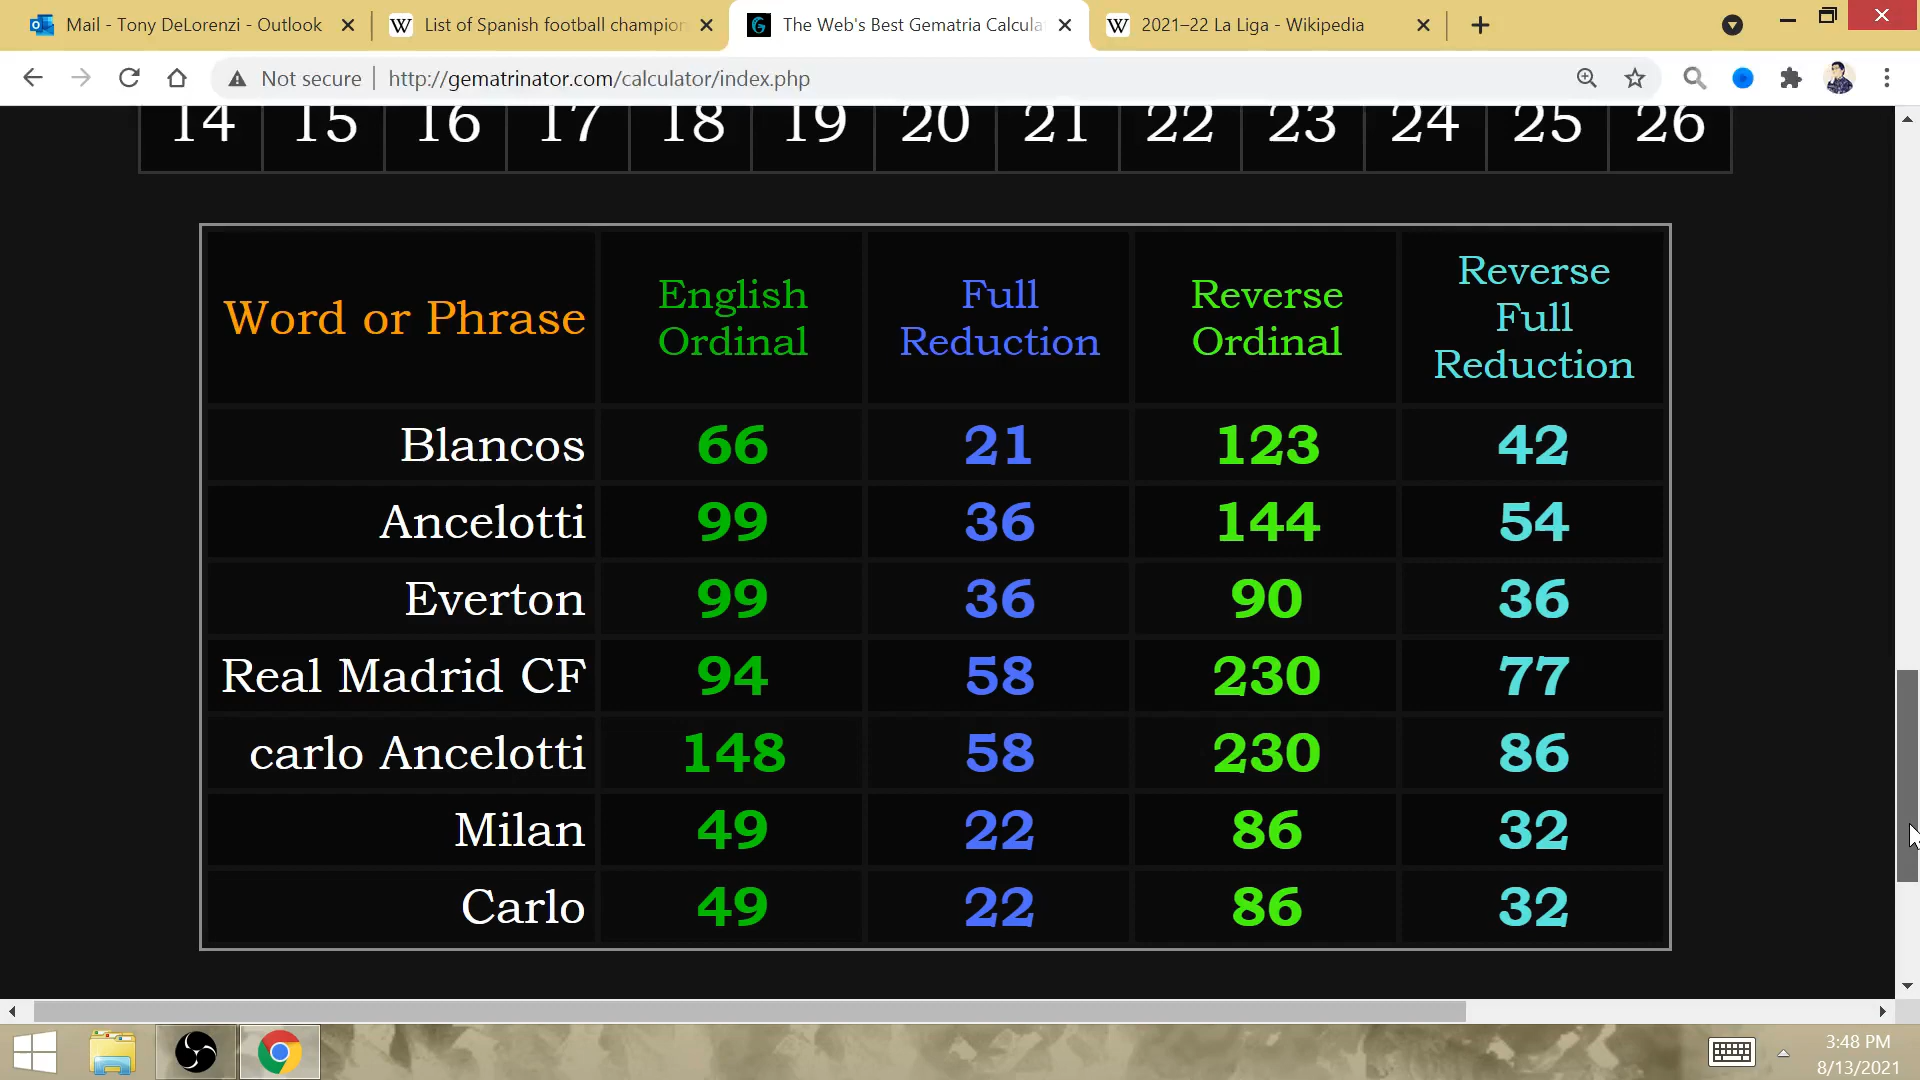 Mail - Tony DeLorenzi - Outlook
List of Spanish football champion
The Web's Best Gematria Calcula
2021–22 La Liga - Wikipedia
Not secure http://gematrinator.com/calculator/index.php
14 15 16 17 18 19 20 21 22 23 24 25 26
Word or Phrase English Ordinal Full Reduction Reverse Ordinal Reverse Full Reduction
Blancos 66 21 123 42
Ancelotti 99 36 144 54
Everton 99 36 90 36
Real Madrid CF 94 58 230 77
carlo Ancelotti 148 58 230 86
Milan 49 22 86 32
Carlo 49 22 86 32
3:48 PM
8/13/2021